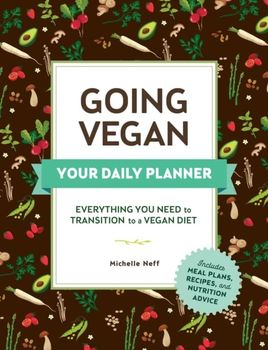 GOING
VEGAN
YOUR DAILY PLANNER
EVERYTHING YOU NEED to
TRANSITION to a VEGAN DIET
Michelle Neff
Includes
MEAL PLANS,
RECIPES, and
NUTRITION
ADVICE